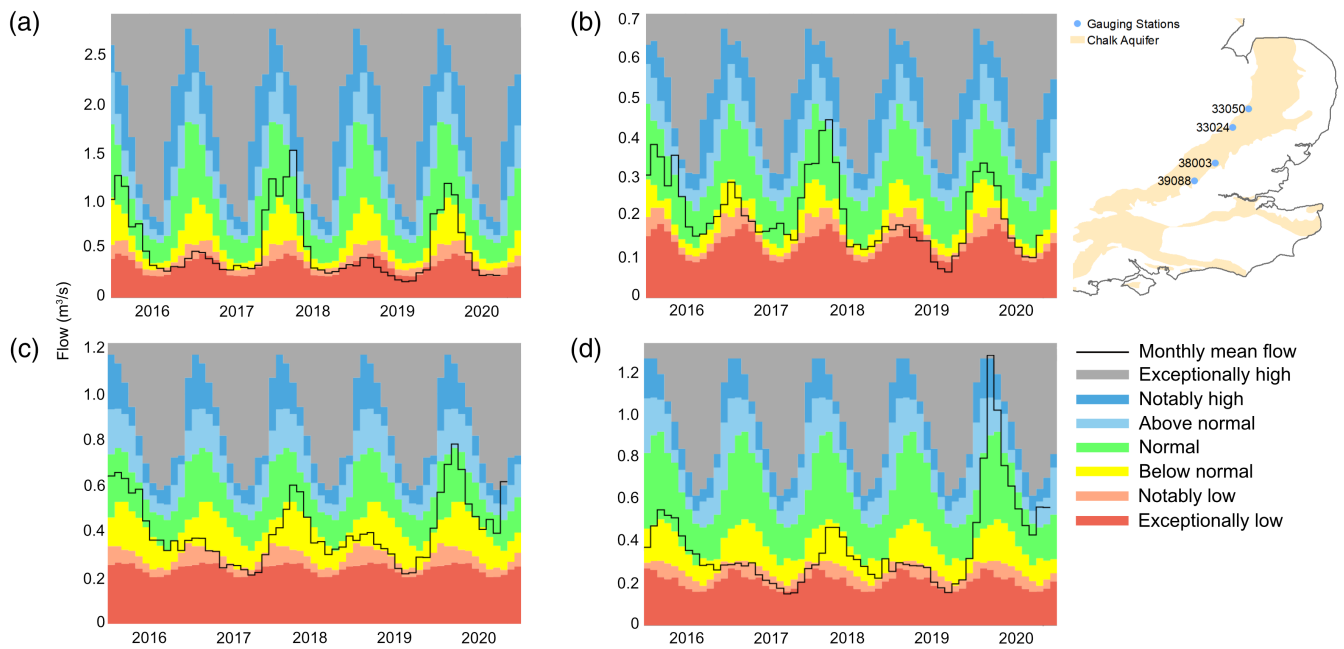 (a)
2.5
2.0
1.5
1.0
0.5
0
2016 2017 2018 2019 2020
(b)
0.7
0.6
0.5
0.4
0.3
0.2
0.1
0
2016 2017 2018 2019 2020
Gauging Stations
Chalk Aquifer
33050
33024
38003
39088
Flow (m³/s)
(c)
1.2
1.0
0.8
0.6
0.4
0.2
0
2016 2017 2018 2019 2020
(d)
1.2
1.0
0.8
0.6
0.4
0.2
0
2016 2017 2018 2019 2020
Monthly mean flow
Exceptionally high
Notably high
Above normal
Normal
Below normal
Notably low
Exceptionally low